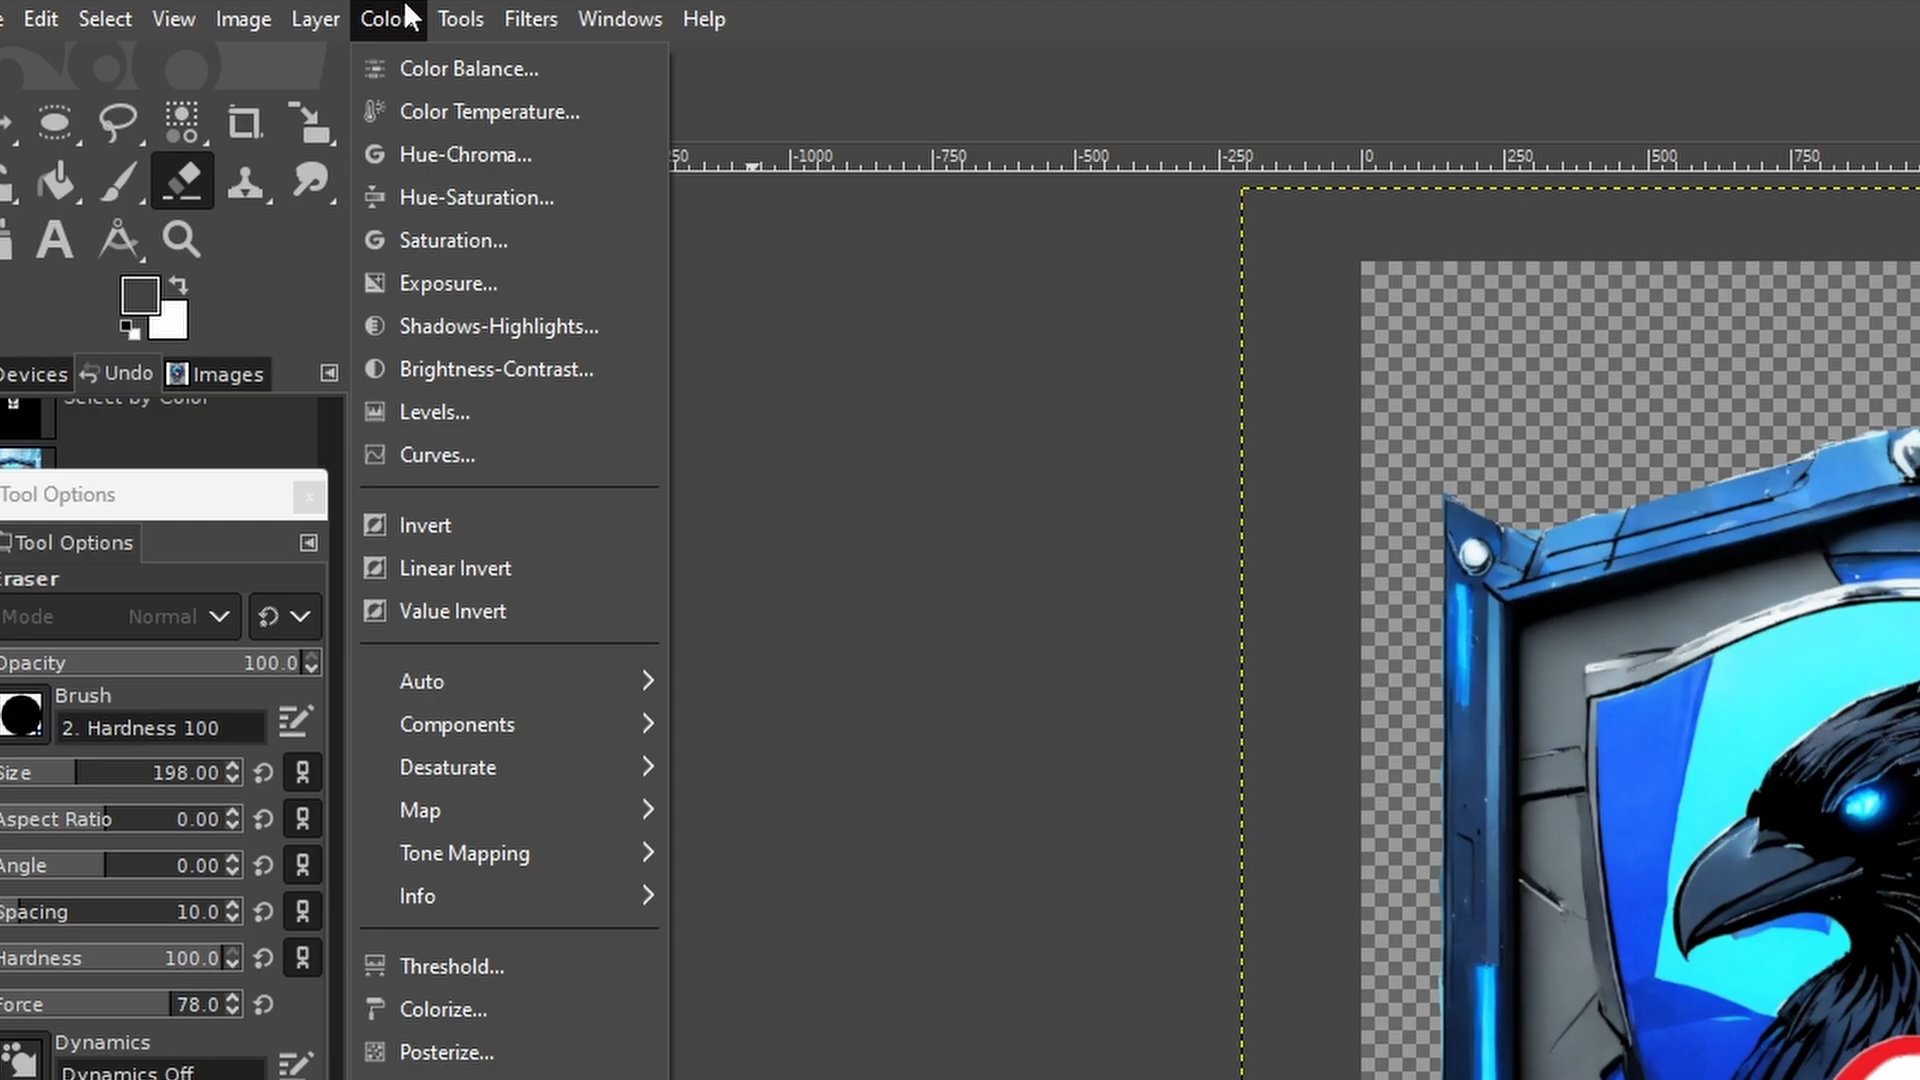 Edit Select View Image Layer Colo Tools Filters Windows Help
Color Balance...
Color Temperature...
Hue-Chroma...
Hue-Saturation...
Saturation...
Exposure...
Shadows-Highlights...
Brightness-Contrast...
Levels...
Curves...
Invert
Linear Invert
Value Invert
Auto
Components
Desaturate
Map
Tone Mapping
Info
Threshold...
Colorize...
Posterize...
50 -1000 -750 -500 -250 0 250 500 750
Devices Undo Images
Select by Color
Tool Options
Tool Options
Eraser
Mode Normal
Opacity 100.0
Brush
2. Hardness 100
Size 198.00
Aspect Ratio 0.00
Angle 0.00
Spacing 10.0
Hardness 100.0
Force 78.0
Dynamics
Dynamics Off